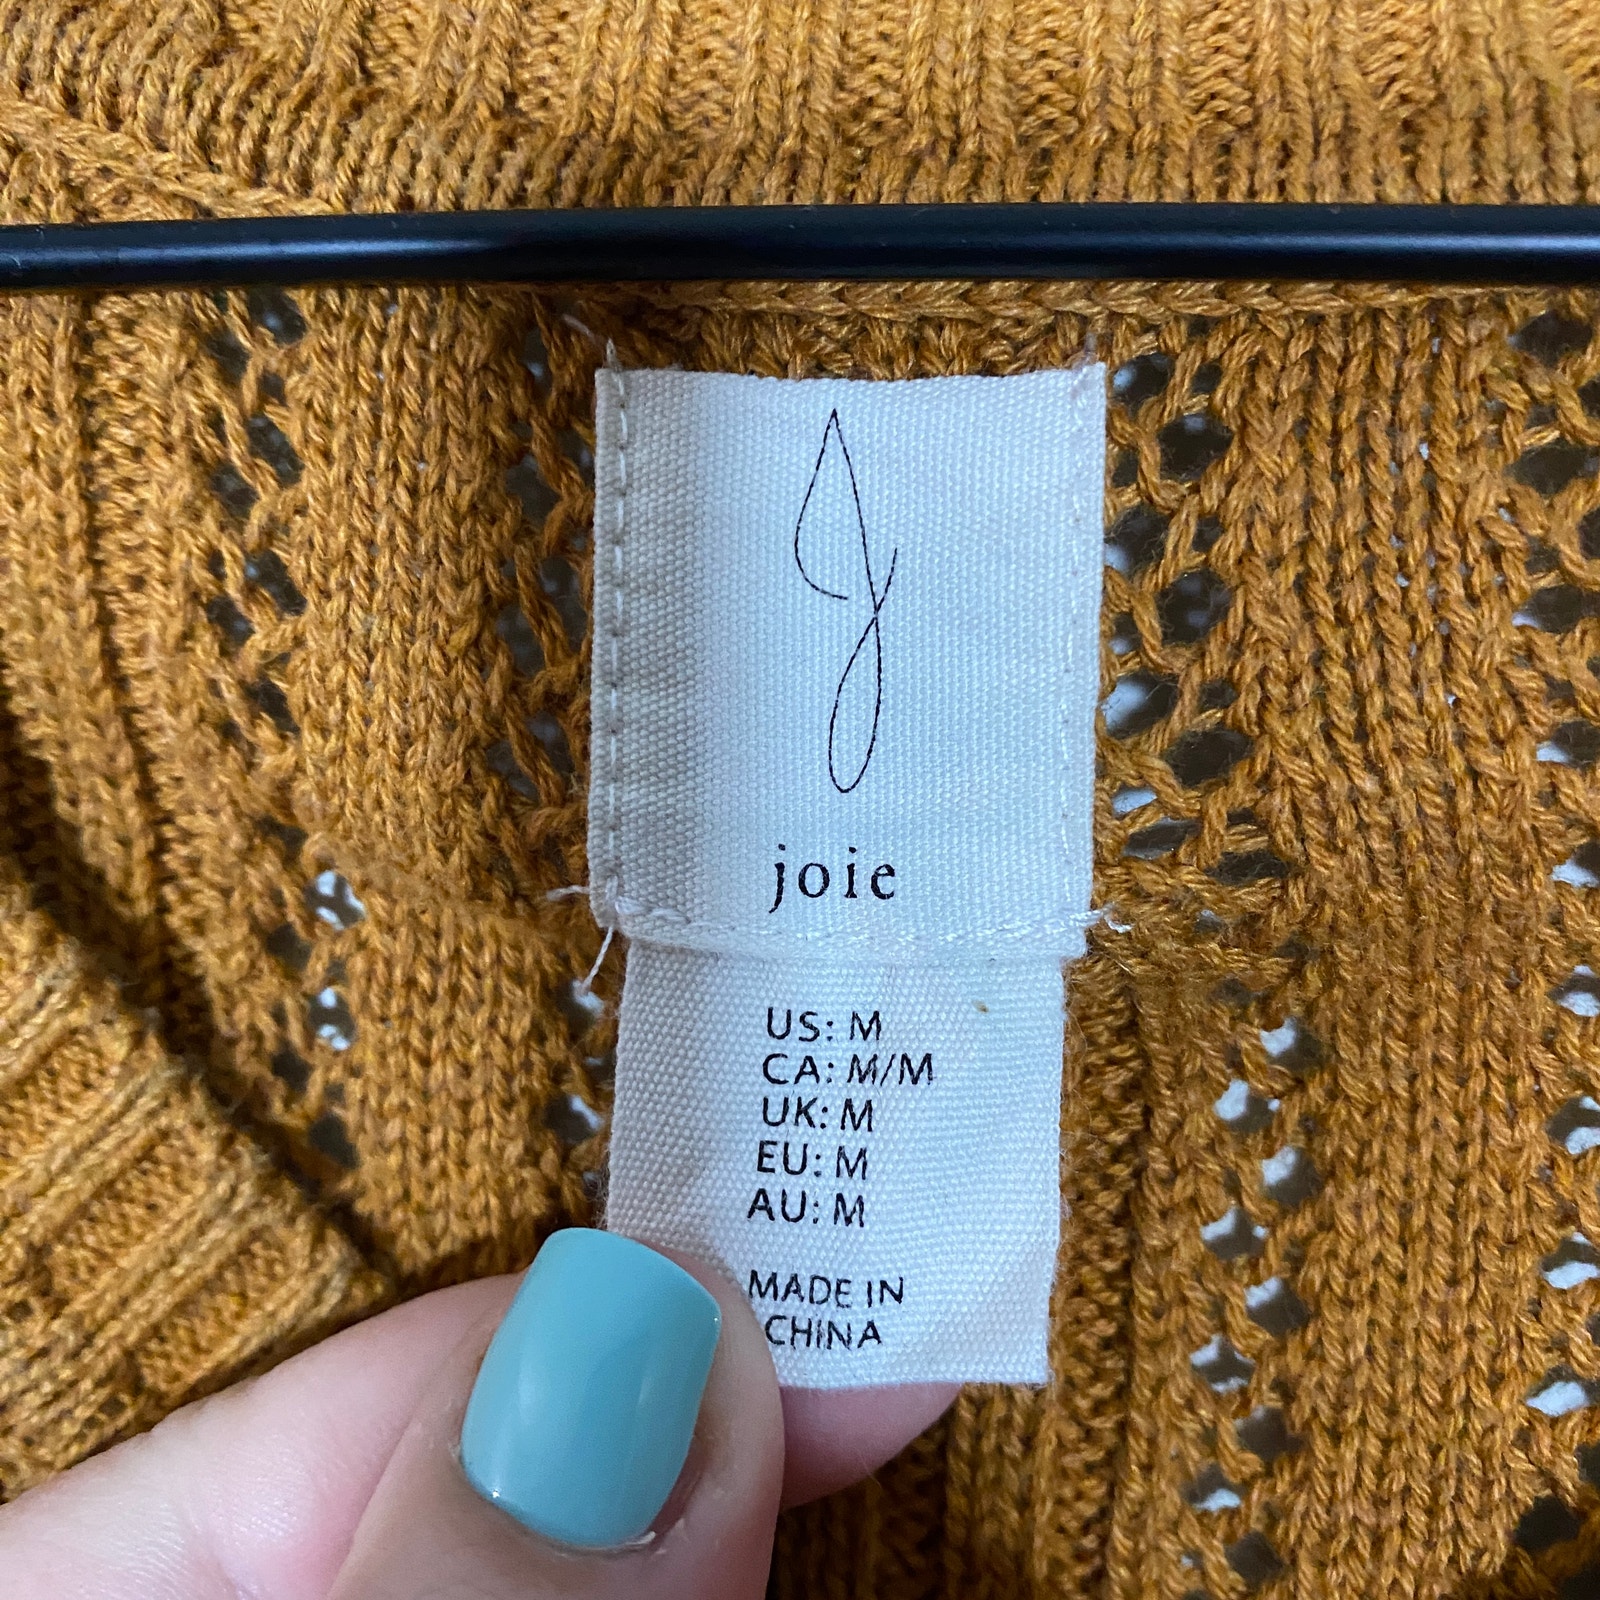 joie
US: M
CA: M/M
UK: M
EU: M
AU: M
MADE IN
CHINA